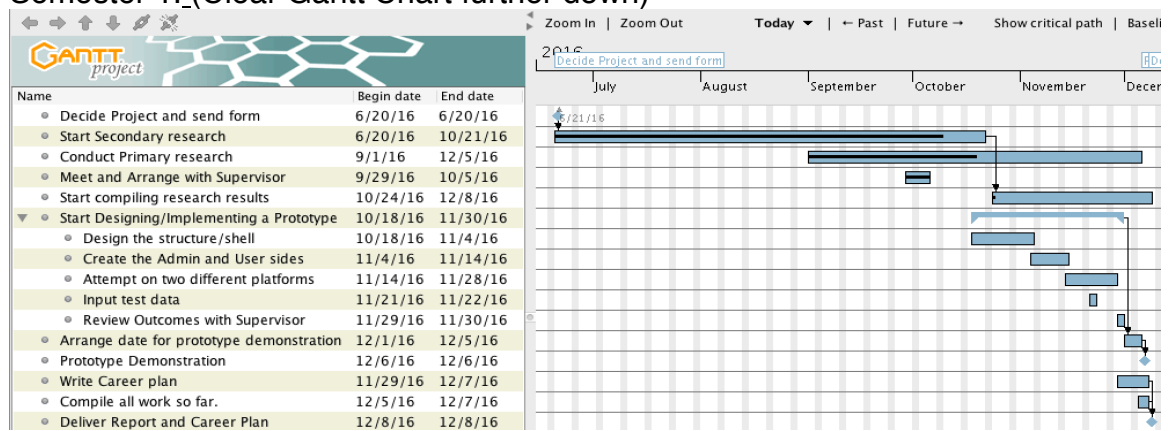 Semester 1: (Clear Gantt Chart further down)
Zoom In | Zoom Out Today ▼ | ← Past | Future → Show critical path | Baseli
GANTT project
2016
Decide Project and send form
July August September October November Decem
Name Begin date End date
Decide Project and send form 6/20/16 6/20/16
6/21/16
Start Secondary research 6/20/16 10/21/16
Conduct Primary research 9/1/16 12/5/16
Meet and Arrange with Supervisor 9/29/16 10/5/16
Start compiling research results 10/24/16 12/8/16
Start Designing/Implementing a Prototype 10/18/16 11/30/16
Design the structure/shell 10/18/16 11/4/16
Create the Admin and User sides 11/4/16 11/14/16
Attempt on two different platforms 11/14/16 11/28/16
Input test data 11/21/16 11/22/16
Review Outcomes with Supervisor 11/29/16 11/30/16
Arrange date for prototype demonstration 12/1/16 12/5/16
Prototype Demonstration 12/6/16 12/6/16
Write Career plan 11/29/16 12/7/16
Compile all work so far. 12/5/16 12/7/16
Deliver Report and Career Plan 12/8/16 12/8/16